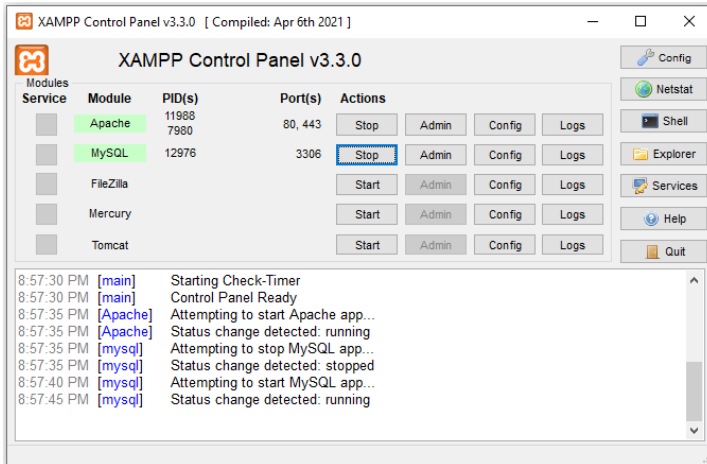 XAMPP Control Panel v3.3.0 [ Compiled: Apr 6th 2021 ]
XAMPP Control Panel v3.3.0
Config
Modules
Service Module PID(s) Port(s) Actions
Netstat
Apache 11988 7980 80, 443 Stop Admin Config Logs
Shell
MySQL 12976 3306 Stop Admin Config Logs
Explorer
FileZilla Start Admin Config Logs
Services
Mercury Start Admin Config Logs
Help
Tomcat Start Admin Config Logs
Quit
8:57:30 PM [main] Starting Check-Timer
8:57:30 PM [main] Control Panel Ready
8:57:35 PM [Apache] Attempting to start Apache app...
8:57:35 PM [Apache] Status change detected: running
8:57:35 PM [mysql] Attempting to stop MySQL app...
8:57:35 PM [mysql] Status change detected: stopped
8:57:40 PM [mysql] Attempting to start MySQL app...
8:57:45 PM [mysql] Status change detected: running